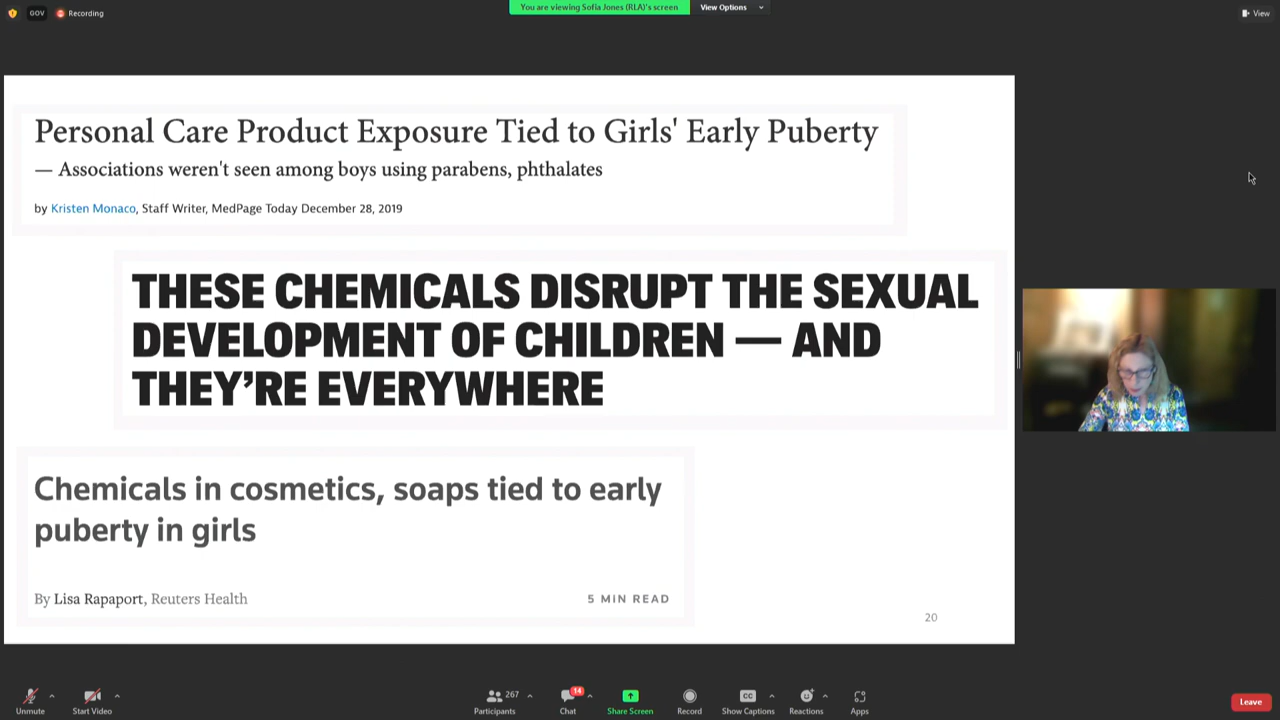 GOV
Recording
You are viewing Sofia Jones (RLA)'s screen
View Options
View
Personal Care Product Exposure Tied to Girls' Early Puberty
— Associations weren't seen among boys using parabens, phthalates
by Kristen Monaco, Staff Writer, MedPage Today December 28, 2019
THESE CHEMICALS DISRUPT THE SEXUAL
DEVELOPMENT OF CHILDREN — AND
THEY’RE EVERYWHERE
Chemicals in cosmetics, soaps tied to early
puberty in girls
By Lisa Rapaport, Reuters Health
5 MIN READ
20
Unmute
Start Video
267
Participants
14
Chat
Share Screen
Record
CC
Show Captions
Reactions
Apps
Leave